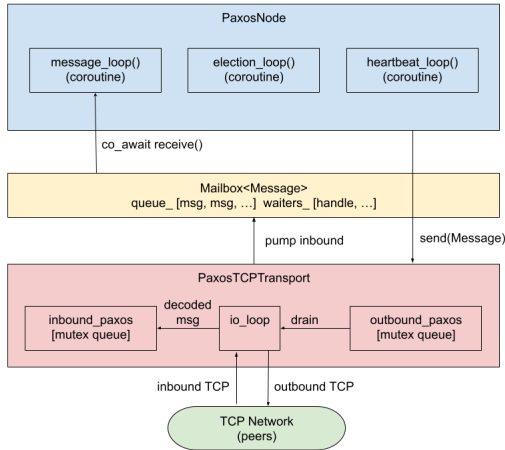 PaxosNode
message_loop()
(coroutine)
election_loop()
(coroutine)
heartbeat_loop()
(coroutine)
co_await receive()
Mailbox<Message>
queue_ [msg, msg, …]  waiters_ [handle, …]
pump inbound
send(Message)
PaxosTCPTransport
inbound_paxos
[mutex queue]
decoded
msg
io_loop
drain
outbound_paxos
[mutex queue]
inbound TCP
outbound TCP
TCP Network
(peers)